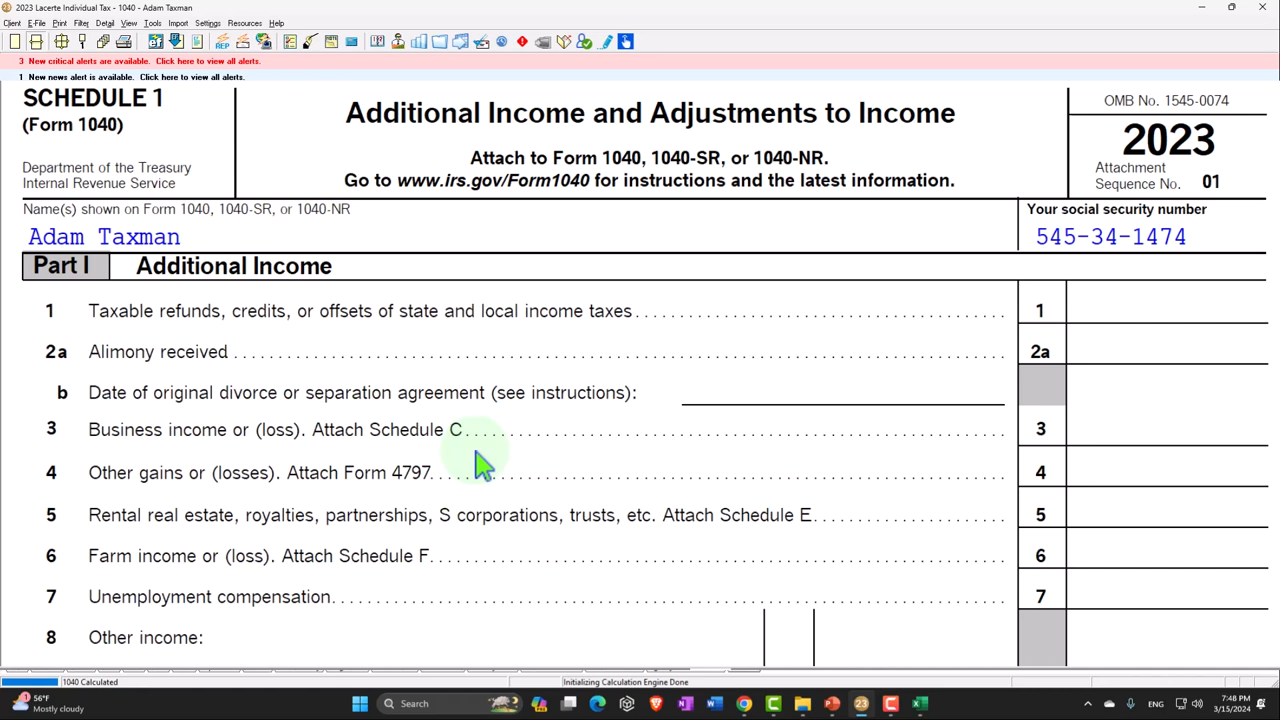 2023 Lacerte Individual Tax - 1040 - Adam Taxman
Client E-File Print Filter Detail View Tools Import Settings Resources Help
REP
3 New critical alerts are available. Click here to view all alerts.
1 New news alert is available. Click here to view all alerts.
SCHEDULE 1
(Form 1040)
Department of the Treasury
Internal Revenue Service
Additional Income and Adjustments to Income
Attach to Form 1040, 1040-SR, or 1040-NR.
Go to www.irs.gov/Form1040 for instructions and the latest information.
OMB No. 1545-0074
2023
Attachment
Sequence No. 01
Name(s) shown on Form 1040, 1040-SR, or 1040-NR
Your social security number
Adam Taxman
545-34-1474
Part I Additional Income
1 Taxable refunds, credits, or offsets of state and local income taxes 1
2a Alimony received 2a
b Date of original divorce or separation agreement (see instructions):
3 Business income or (loss). Attach Schedule C 3
4 Other gains or (losses). Attach Form 4797 4
5 Rental real estate, royalties, partnerships, S corporations, trusts, etc. Attach Schedule E 5
6 Farm income or (loss). Attach Schedule F 6
7 Unemployment compensation 7
8 Other income:
1040 Calculated Initializing Calculation Engine Done
56°F
Mostly cloudy
Search
23
ENG
7:48 PM
3/15/2024